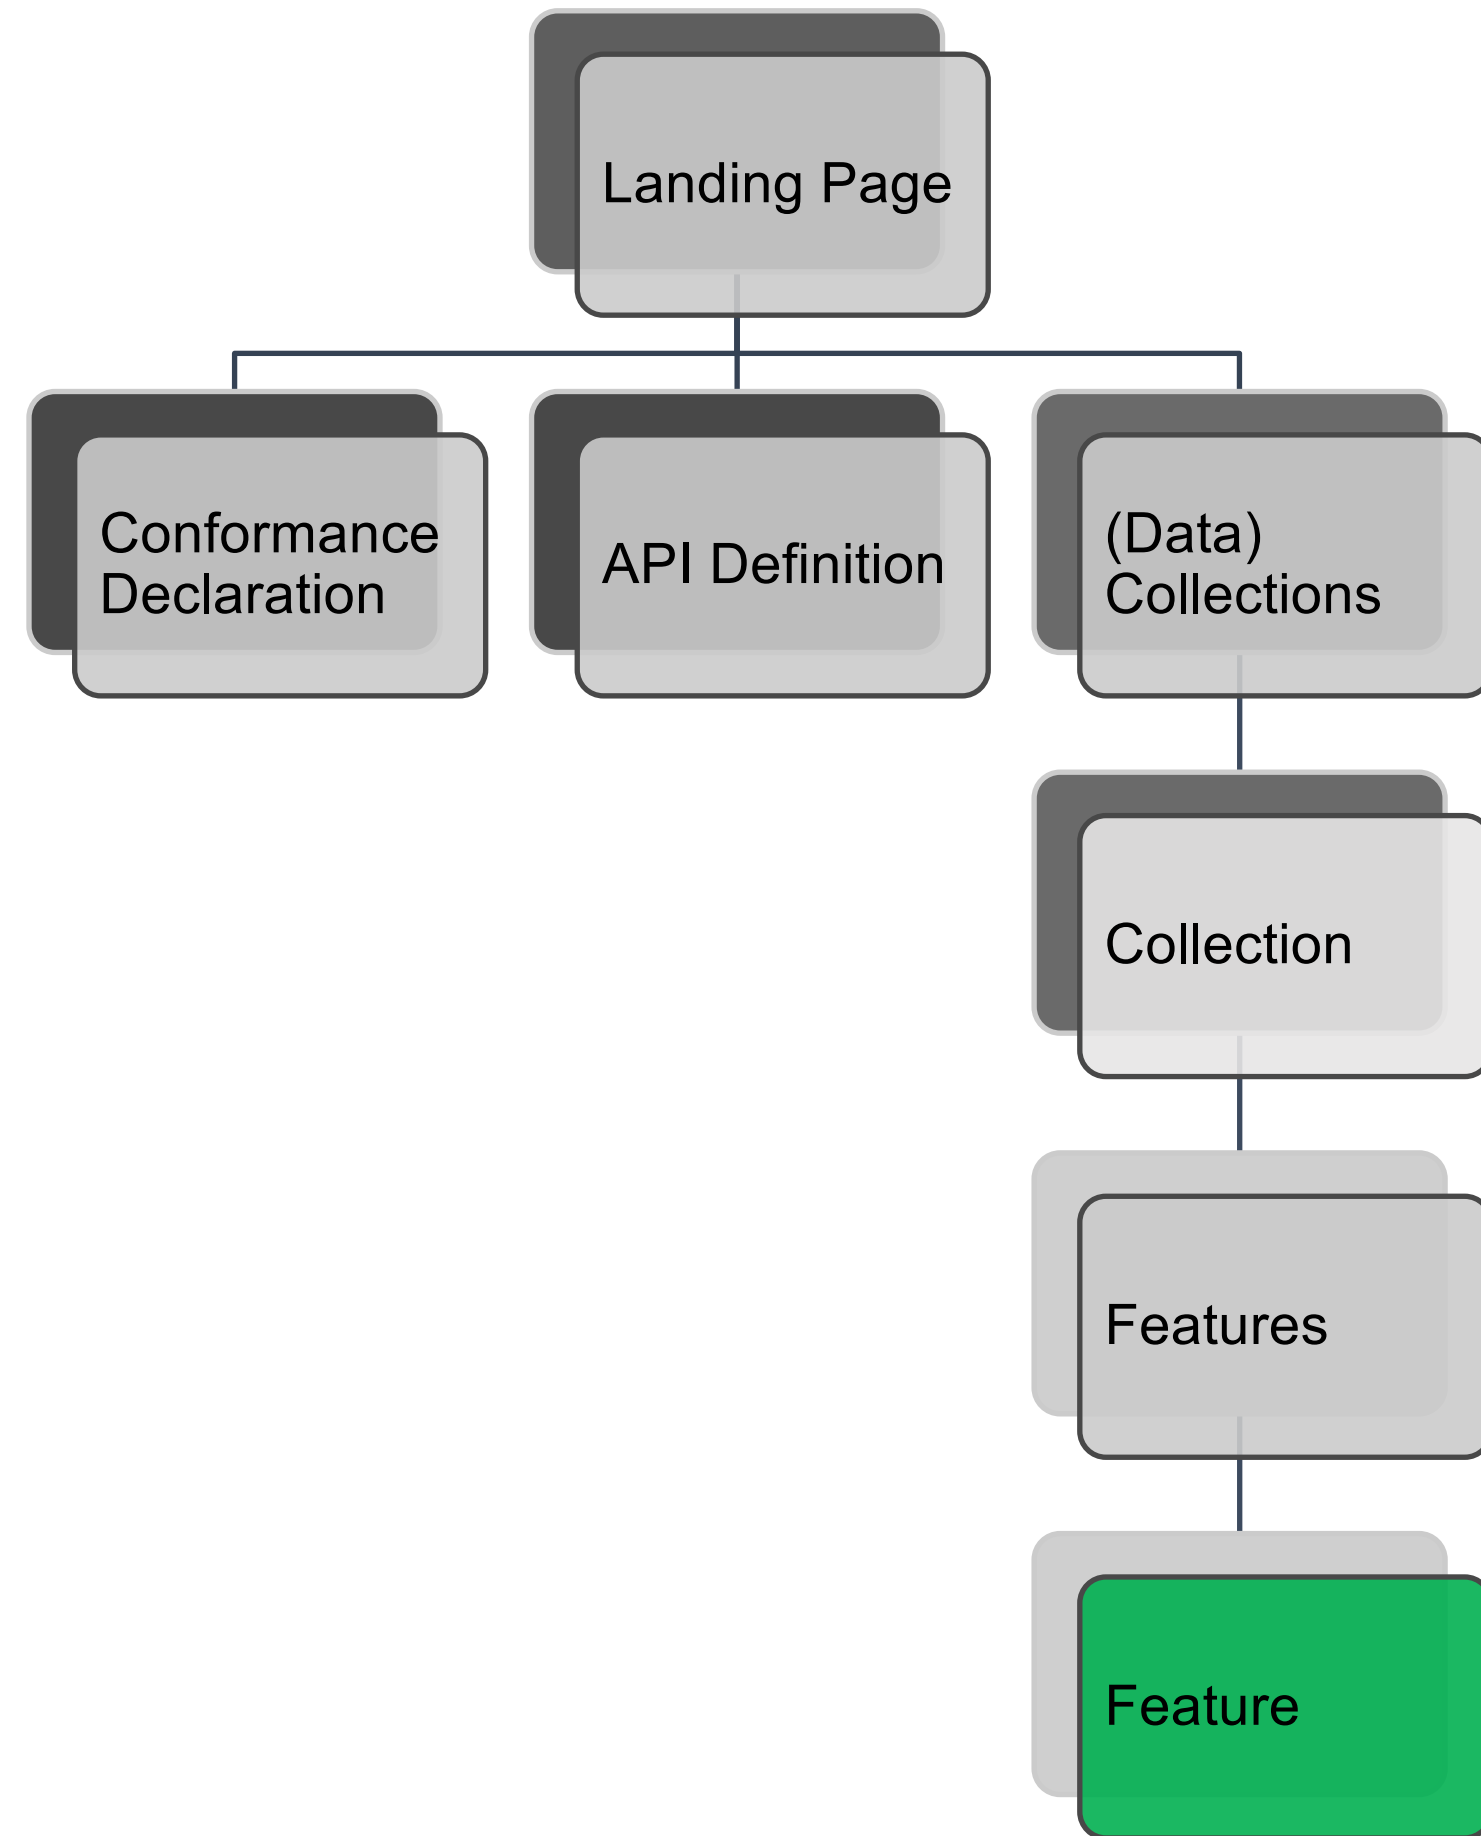 Landing Page
Conformance
Declaration
API Definition
(Data)
Collections
Collection
Features
Feature